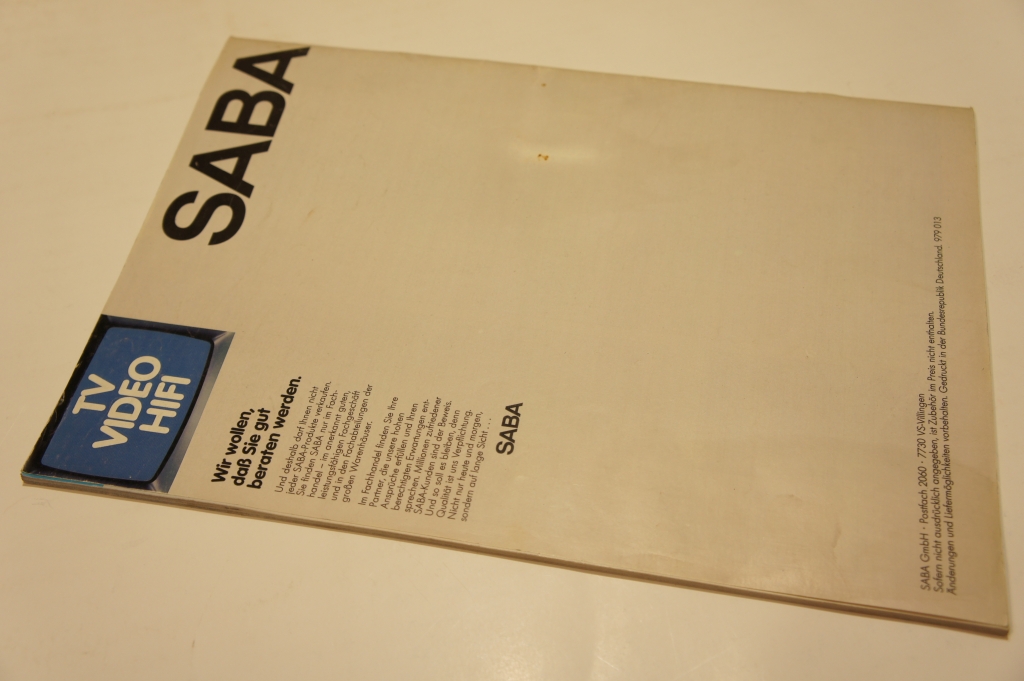 TV
VIDEO
HIFI
SABA
Wir wollen,
daß Sie gut
beraten werden.
Und deshalb darf Ihnen nicht
jeder SABA-Produkte verkaufen.
Sie finden SABA nur im Fach-
handel – im anerkannt guten,
leistungsfähigen Fachgeschäft
und in den Fachabteilungen der
großen Warenhäuser.
Im Fachhandel finden Sie Ihre
Partner, die unsere hohen
Ansprüche erfüllen und Ihren
berechtigten Erwartungen ent-
sprechen. Millionen zufriedener
SABA-Kunden sind der Beweis.
Und so soll es bleiben, denn
Qualität ist uns Verpflichtung.
Nicht nur heute und morgen,
sondern auf lange Sicht . . .
SABA
SABA GmbH · Postfach 2060 · 7730 VS-Villingen
Sofern nicht ausdrücklich angegeben, ist Zubehör im Preis nicht enthalten.
Änderungen und Liefermöglichkeiten vorbehalten. Gedruckt in der Bundesrepublik Deutschland. 979 013